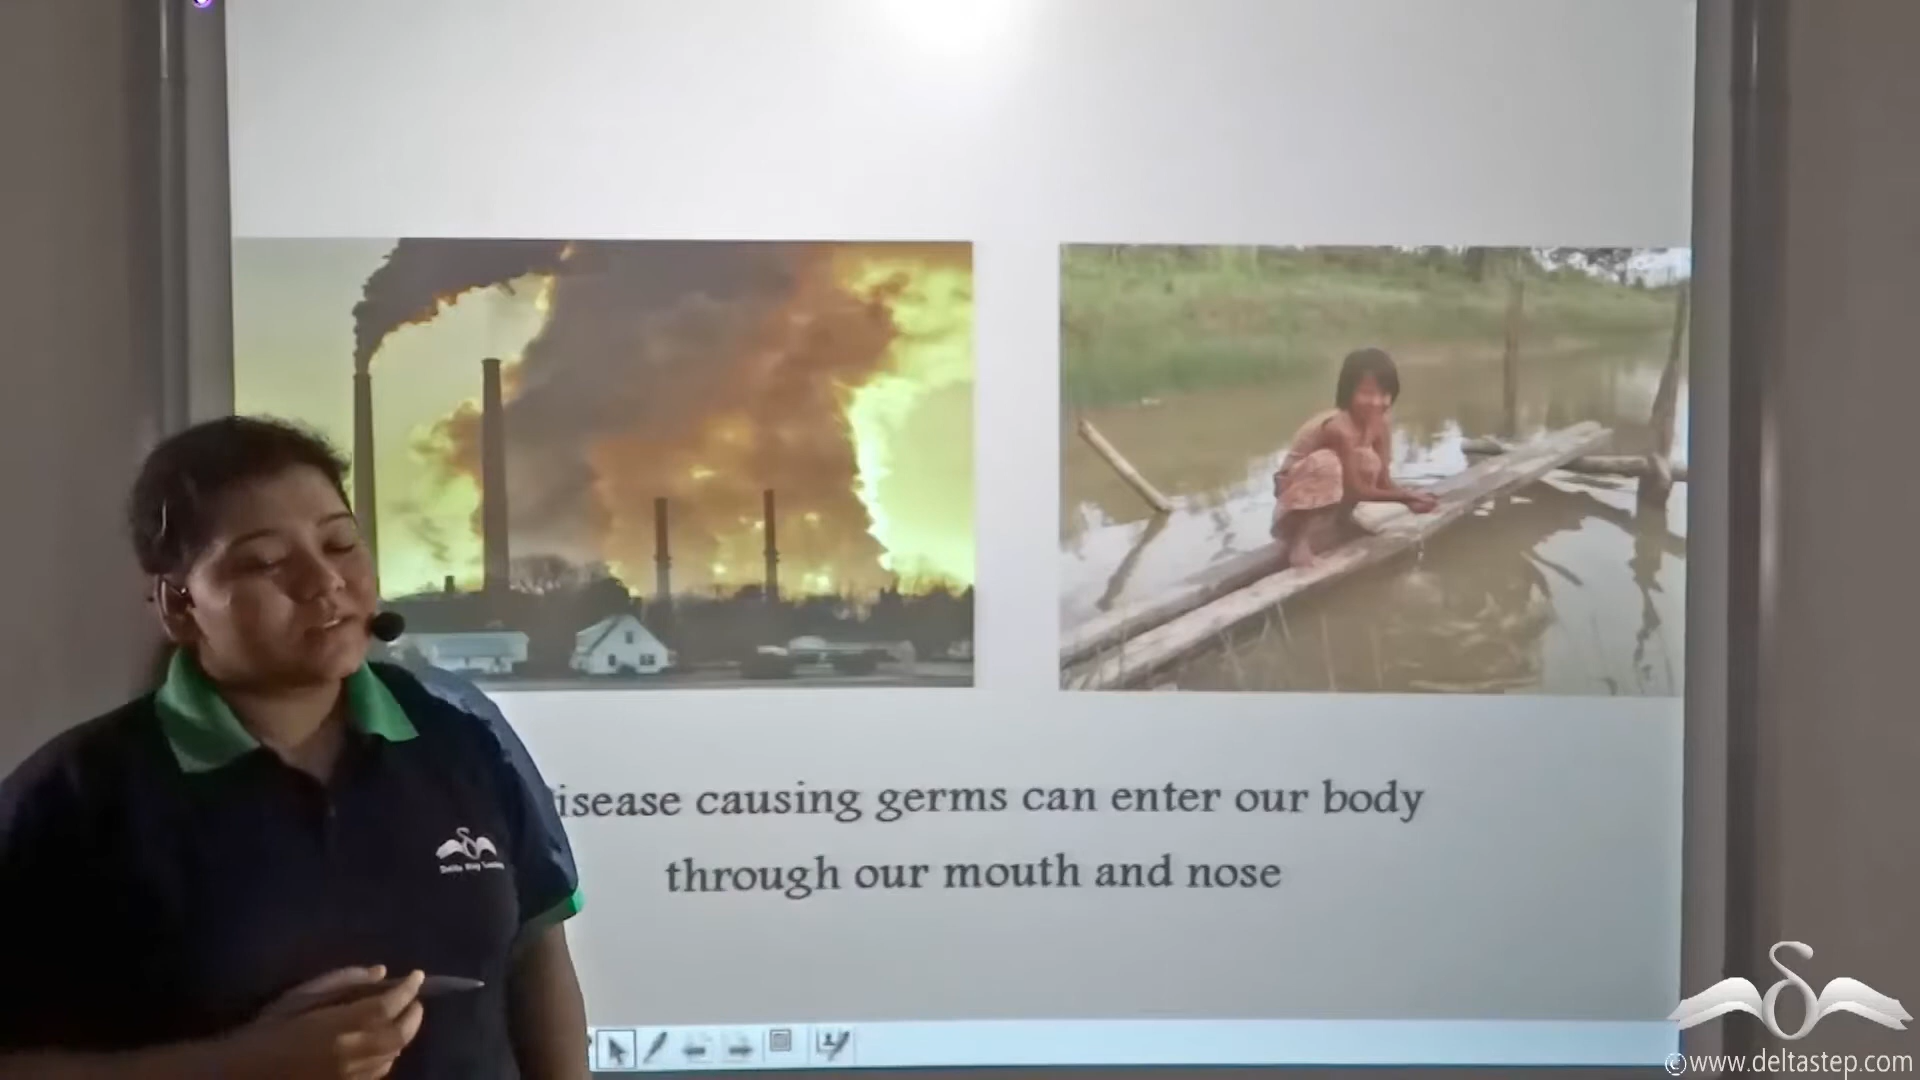 isease causing germs can enter our body
through our mouth and nose
©www.deltastep.com